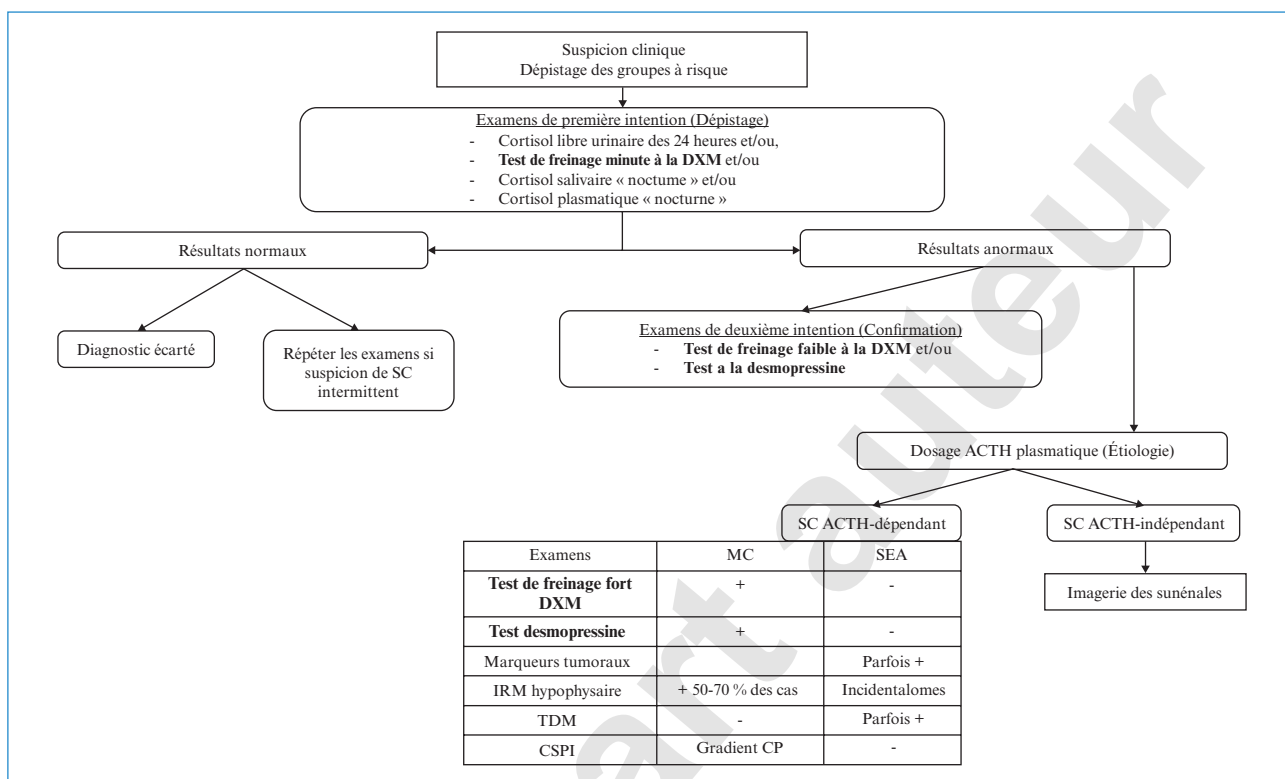 Suspicion clinique
Dépistage des groupes à risque
Examens de première intention (Dépistage)
- Cortisol libre urinaire des 24 heures et/ou,
- Test de freinage minute à la DXM et/ou
- Cortisol salivaire « noctume » et/ou
- Cortisol plasmatique « nocturne »
Résultats normaux
Résultats anormaux
Diagnostic écarté
Répéter les examens si
suspicion de SC
intermittent
Examens de deuxième intention (Confirmation)
- Test de freinage faible à la DXM et/ou
- Test a la desmopressine
Dosage ACTH plasmatique (Étiologie)
SC ACTH-dépendant
SC ACTH-indépendant
Imagerie des sunénales
Examens MC SEA
Test de freinage fort + -
DXM
Test desmopressine + -
Marqueurs tumoraux Parfois +
IRM hypophysaire + 50-70 % des cas Incidentalomes
TDM - Parfois +
CSPI Gradient CP -
art auteur